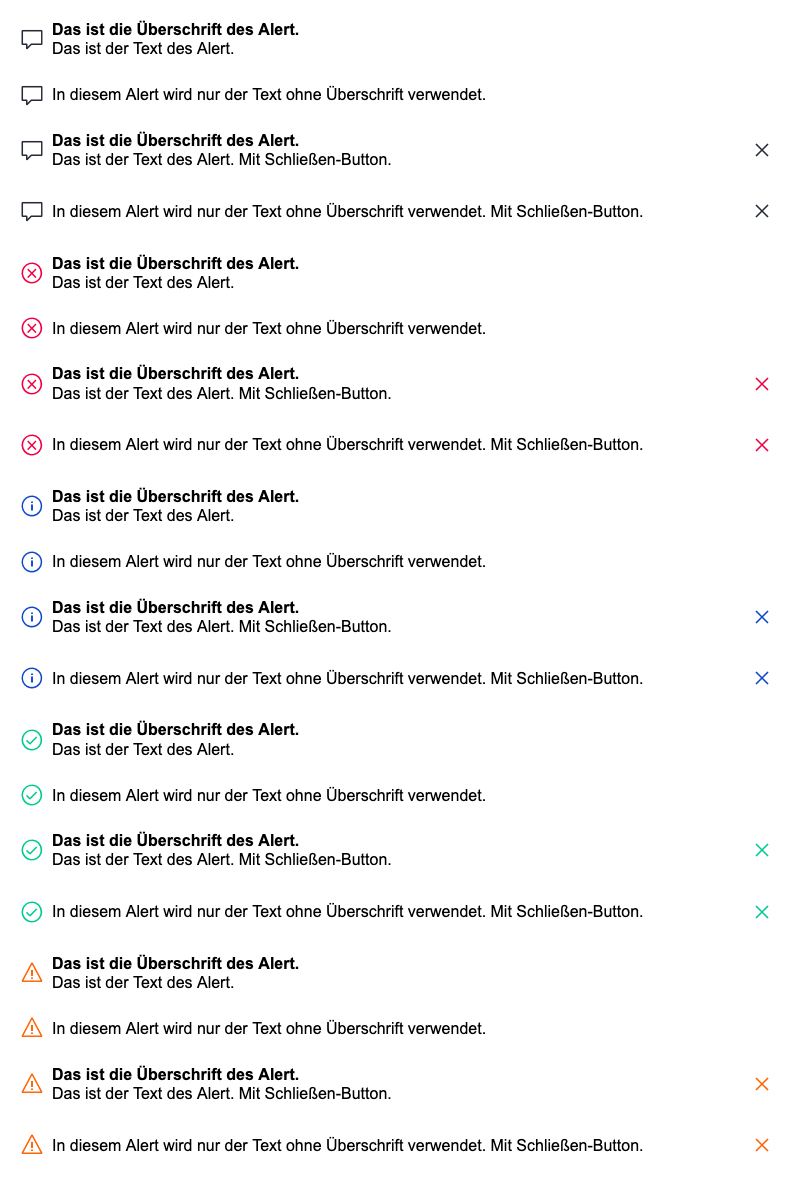 Das ist die Überschrift des Alert.
Das ist der Text des Alert.
In diesem Alert wird nur der Text ohne Überschrift verwendet.
Das ist die Überschrift des Alert.
Das ist der Text des Alert. Mit Schließen-Button.
In diesem Alert wird nur der Text ohne Überschrift verwendet. Mit Schließen-Button.
Das ist die Überschrift des Alert.
Das ist der Text des Alert.
In diesem Alert wird nur der Text ohne Überschrift verwendet.
Das ist die Überschrift des Alert.
Das ist der Text des Alert. Mit Schließen-Button.
In diesem Alert wird nur der Text ohne Überschrift verwendet. Mit Schließen-Button.
Das ist die Überschrift des Alert.
Das ist der Text des Alert.
In diesem Alert wird nur der Text ohne Überschrift verwendet.
Das ist die Überschrift des Alert.
Das ist der Text des Alert. Mit Schließen-Button.
In diesem Alert wird nur der Text ohne Überschrift verwendet. Mit Schließen-Button.
Das ist die Überschrift des Alert.
Das ist der Text des Alert.
In diesem Alert wird nur der Text ohne Überschrift verwendet.
Das ist die Überschrift des Alert.
Das ist der Text des Alert. Mit Schließen-Button.
In diesem Alert wird nur der Text ohne Überschrift verwendet. Mit Schließen-Button.
Das ist die Überschrift des Alert.
Das ist der Text des Alert.
In diesem Alert wird nur der Text ohne Überschrift verwendet.
Das ist die Überschrift des Alert.
Das ist der Text des Alert. Mit Schließen-Button.
In diesem Alert wird nur der Text ohne Überschrift verwendet. Mit Schließen-Button.